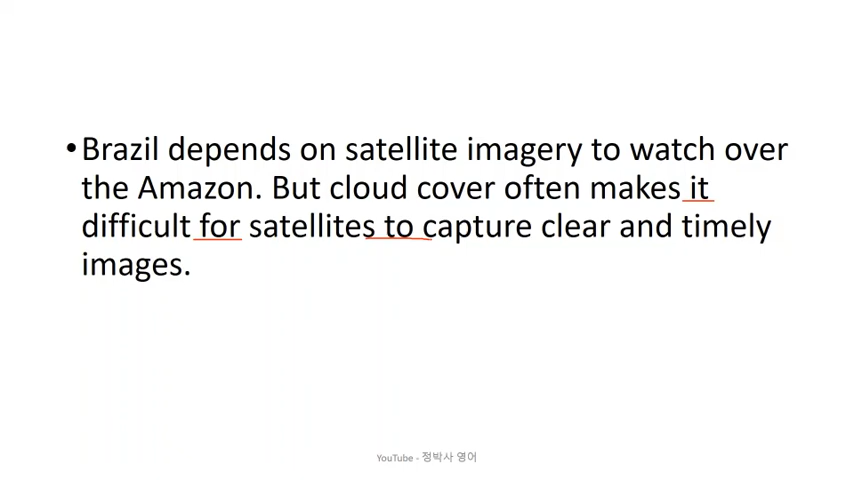 •Brazil depends on satellite imagery to watch over
the Amazon. But cloud cover often makes it
difficult for satellites to capture clear and timely
images.
YouTube - 정박사 영어